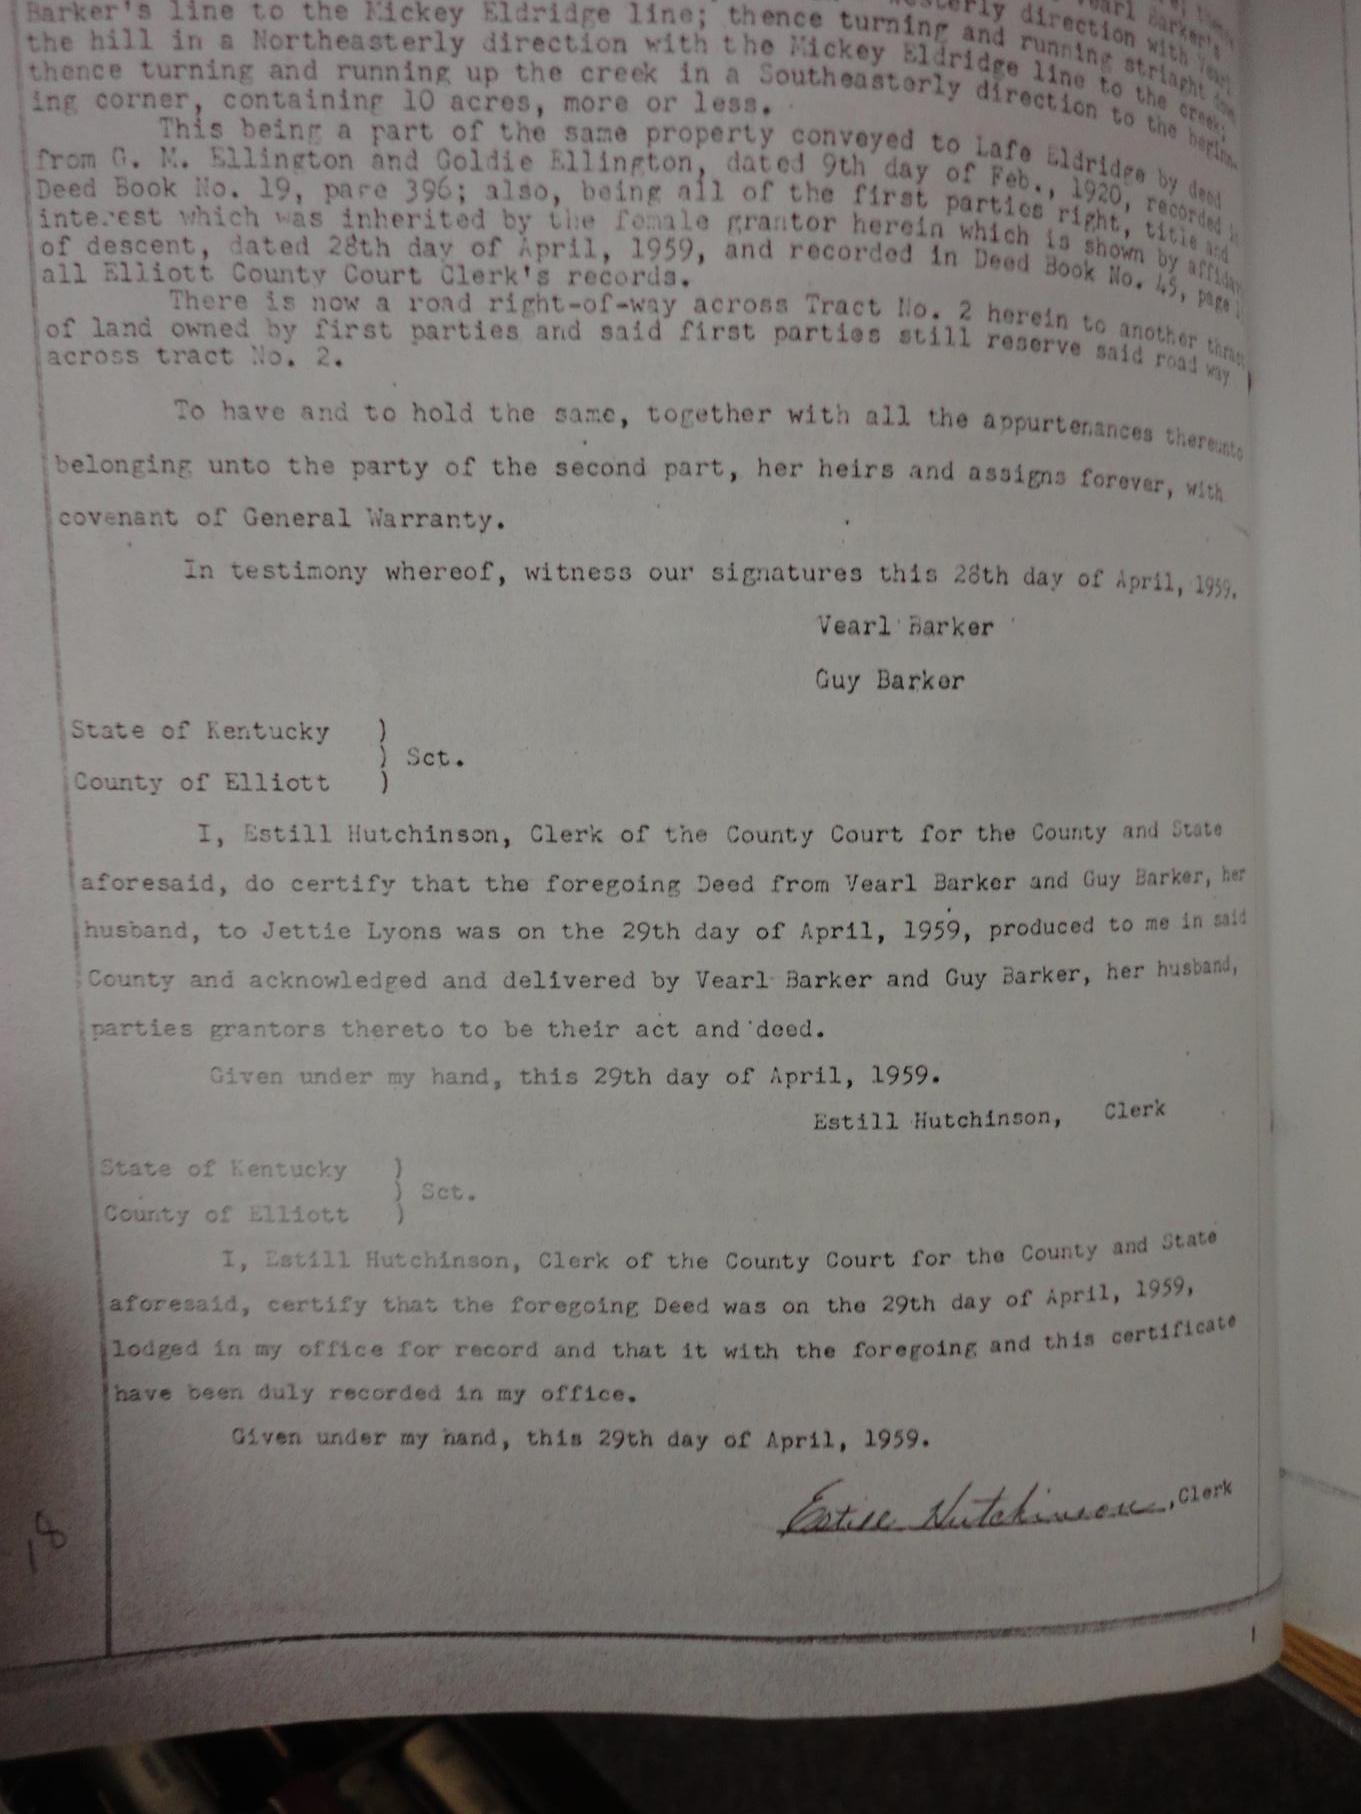 Barker's line to the Mickey Eldridge line; thence turning and running striaght down
the hill in a Northeasterly direction with the Mickey Eldridge line to the creek;
thence turning and running up the creek in a Southeasterly direction to the beginn-
ing corner, containing 10 acres, more or less.
This being a part of the same property conveyed to Lafe Eldridge by deed
from G. M. Ellington and Goldie Ellington, dated 9th day of Feb., 1920, recorded in
Deed Book No. 19, page 396; also, being all of the first parties right, title and
interest which was inherited by the female grantor herein which is shown by
of descent, dated 28th day of April, 1959, and recorded in Deed Book No. 45, page
all Elliott County Court Clerk's records.
There is now a road right-of-way across Tract No. 2 herein to another
of land owned by first parties and said first parties still reserve said road way
across tract No. 2.
To have and to hold the same, together with all the appurtenances thereunto
belonging unto the party of the second part, her heirs and assigns forever, with
covenant of General Warranty.
In testimony whereof, witness our signatures this 28th day of April, 1959.
Vearl Barker
Guy Barker
State of Kentucky )
) Sct.
County of Elliott )
I, Estill Hutchinson, Clerk of the County Court for the County and State
aforesaid, do certify that the foregoing Deed from Vearl Barker and Guy Barker, her
husband, to Jettie Lyons was on the 29th day of April, 1959, produced to me in said
County and acknowledged and delivered by Vearl Barker and Guy Barker, her husband,
parties grantors thereto to be their act and deed.
Given under my hand, this 29th day of April, 1959.
Estill Hutchinson, Clerk
State of Kentucky )
) Sct.
County of Elliott )
I, Estill Hutchinson, Clerk of the County Court for the County and State
aforesaid, certify that the foregoing Deed was on the 29th day of April, 1959,
lodged in my office for record and that it with the foregoing and this certificate
have been duly recorded in my office.
Given under my hand, this 29th day of April, 1959.
Estill Hutchinson, Clerk
18